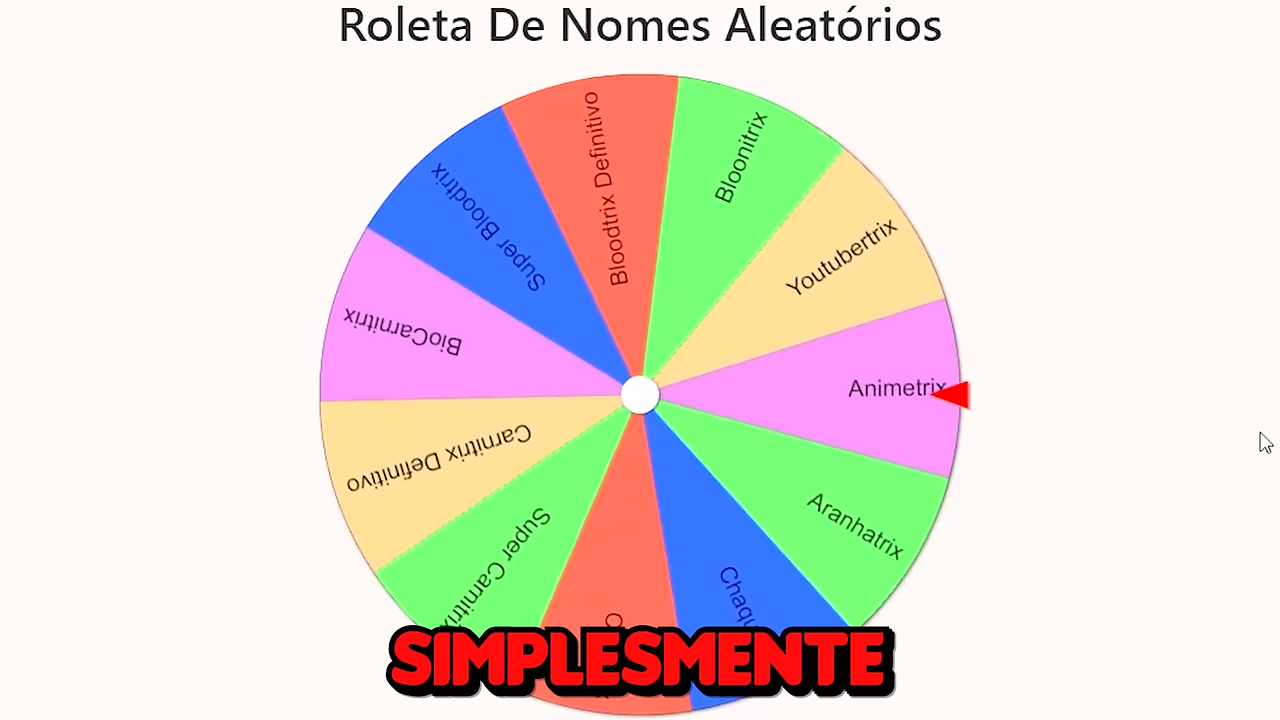 Roleta De Nomes Aleatórios
Bloodtrix Definitivo
Bloonitrix
Super Bloodtrix
Youtubertrix
BioCarnitrix
Animetrix
Carnitrix Definitivo
Aranhatrix
Super Carnitrix
SIMPLESMENTE